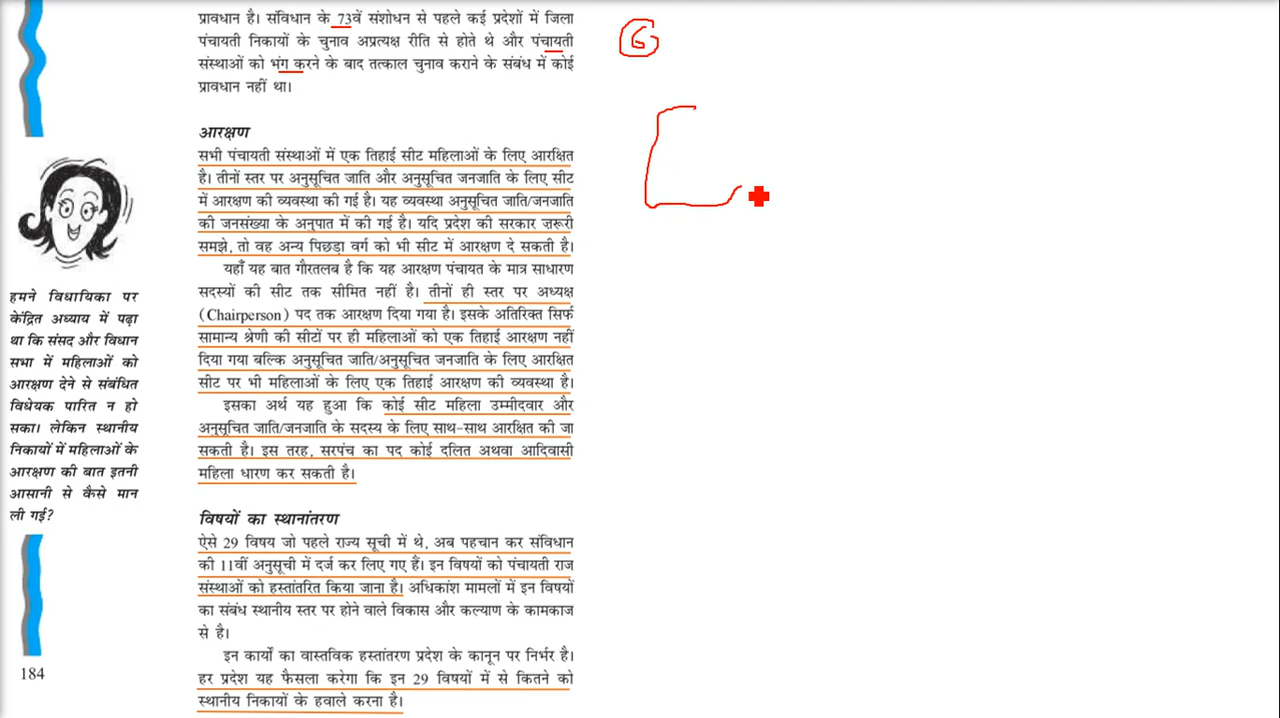 प्रावधान है। संविधान के 73वें संशोधन से पहले कई प्रदेशों में जिला
पंचायती निकायों के चुनाव अप्रत्यक्ष रीति से होते थे और पंचायती
संस्थाओं को भंग करने के बाद तत्काल चुनाव कराने के संबंध में कोई
प्रावधान नहीं था।
6
आरक्षण
सभी पंचायती संस्थाओं में एक तिहाई सीट महिलाओं के लिए आरक्षित
है। तीनों स्तर पर अनुसूचित जाति और अनुसूचित जनजाति के लिए सीट
में आरक्षण की व्यवस्था की गई है। यह व्यवस्था अनुसूचित जाति/जनजाति
की जनसंख्या के अनुपात में की गई है। यदि प्रदेश की सरकार ज़रूरी
समझे, तो वह अन्य पिछड़ा वर्ग को भी सीट में आरक्षण दे सकती है।
यहाँ यह बात गौरतलब है कि यह आरक्षण पंचायत के मात्र साधारण
सदस्यों की सीट तक सीमित नहीं है। तीनों ही स्तर पर अध्यक्ष
(Chairperson) पद तक आरक्षण दिया गया है। इसके अतिरिक्त सिर्फ
सामान्य श्रेणी की सीटों पर ही महिलाओं को एक तिहाई आरक्षण नहीं
दिया गया बल्कि अनुसूचित जाति/अनुसूचित जनजाति के लिए आरक्षित
सीट पर भी महिलाओं के लिए एक तिहाई आरक्षण की व्यवस्था है।
इसका अर्थ यह हुआ कि कोई सीट महिला उम्मीदवार और
अनुसूचित जाति/जनजाति के सदस्य के लिए साथ-साथ आरक्षित की जा
सकती है। इस तरह, सरपंच का पद कोई दलित अथवा आदिवासी
महिला धारण कर सकती है।
हमने विधायिका पर
केंद्रित अध्याय में पढ़ा
था कि संसद और विधान
सभा में महिलाओं को
आरक्षण देने से संबंधित
विधेयक पारित न हो
सका। लेकिन स्थानीय
निकायों में महिलाओं के
आरक्षण की बात इतनी
आसानी से कैसे मान
ली गई?
विषयों का स्थानांतरण
ऐसे 29 विषय जो पहले राज्य सूची में थे, अब पहचान कर संविधान
की 11वीं अनुसूची में दर्ज कर लिए गए हैं। इन विषयों को पंचायती राज
संस्थाओं को हस्तांतरित किया जाना है। अधिकांश मामलों में इन विषयों
का संबंध स्थानीय स्तर पर होने वाले विकास और कल्याण के कामकाज
से है।
इन कार्यों का वास्तविक हस्तांतरण प्रदेश के कानून पर निर्भर है।
हर प्रदेश यह फैसला करेगा कि इन 29 विषयों में से कितने को
स्थानीय निकायों के हवाले करना है।
184